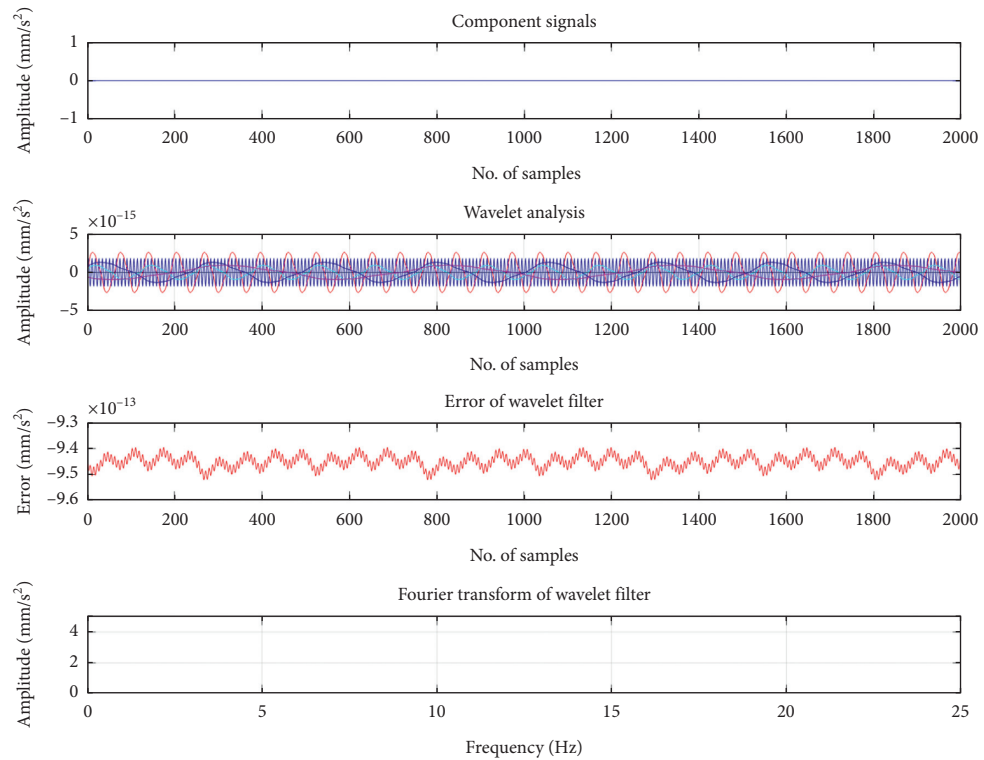 Component signals
Amplitude (mm/s²)
1
0
−1
0 200 400 600 800 1000 1200 1400 1600 1800 2000
No. of samples
Wavelet analysis
×10⁻¹⁵
Amplitude (mm/s²)
5
0
−5
0 200 400 600 800 1000 1200 1400 1600 1800 2000
No. of samples
Error of wavelet filter
×10⁻¹³
Error (mm/s²)
−9.3
−9.4
−9.5
−9.6
0 200 400 600 800 1000 1200 1400 1600 1800 2000
No. of samples
Fourier transform of wavelet filter
Amplitude (mm/s²)
4
2
0
0 5 10 15 20 25
Frequency (Hz)